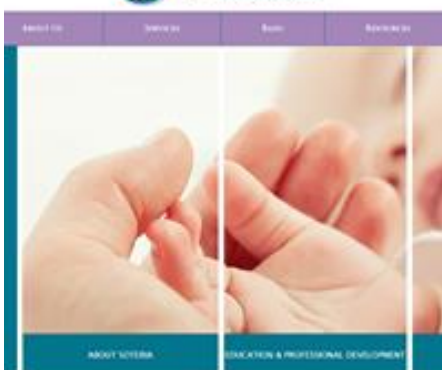 ABOUT US
SERVICES
BLOG
RESOURCES
ABOUT SOTERIA
EDUCATION & PROFESSIONAL DEVELOPMENT